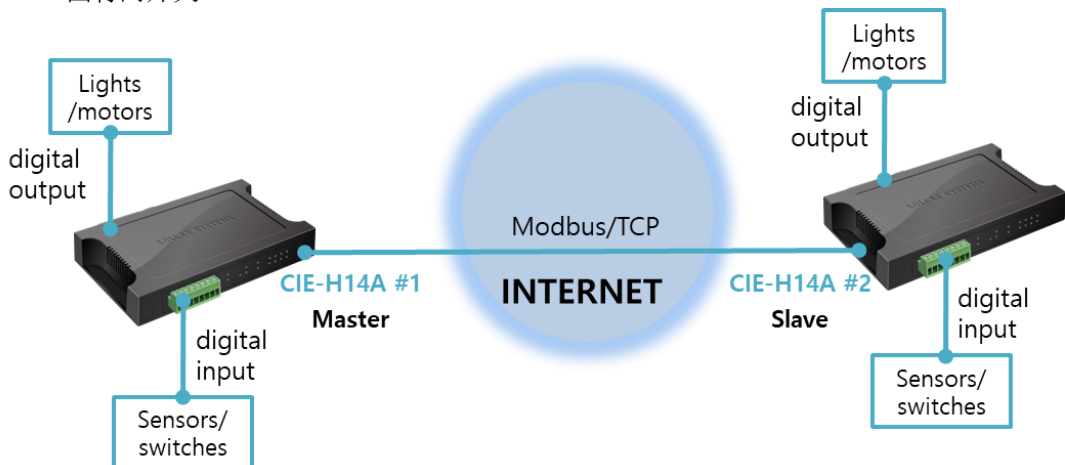 Lights
/motors
digital
output
CIE-H14A #1
Master
digital
input
Sensors/
switches
Modbus/TCP
INTERNET
Lights
/motors
digital
output
CIE-H14A #2
Slave
digital
input
Sensors/
switches